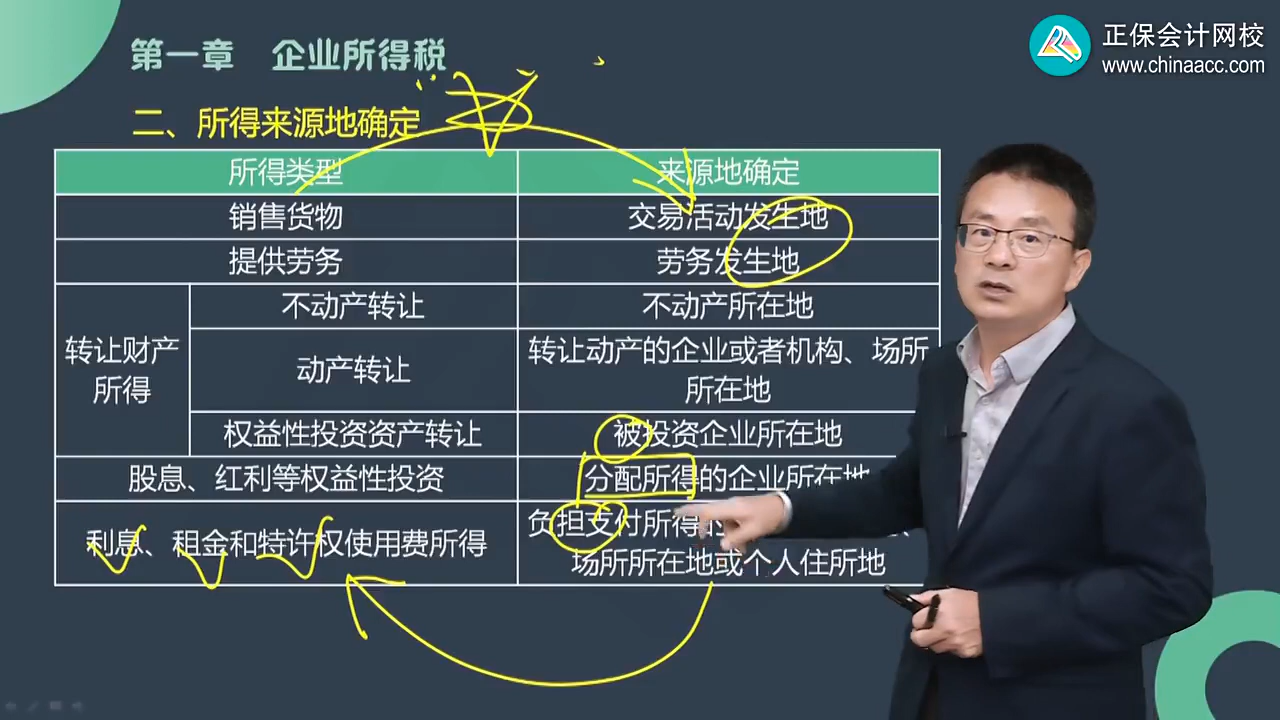 第一章 企业所得税
正保会计网校
www.chinaacc.com
二、所得来源地确定
所得类型 来源地确定
销售货物 交易活动发生地
提供劳务 劳务发生地
转让财产
所得
不动产转让 不动产所在地
动产转让 转让动产的企业或者机构、场所
所在地
权益性投资资产转让 被投资企业所在地
股息、红利等权益性投资 分配所得的企业所在地
利息、租金和特许权使用费所得 负担支付所得
场所所在地或个人住所地